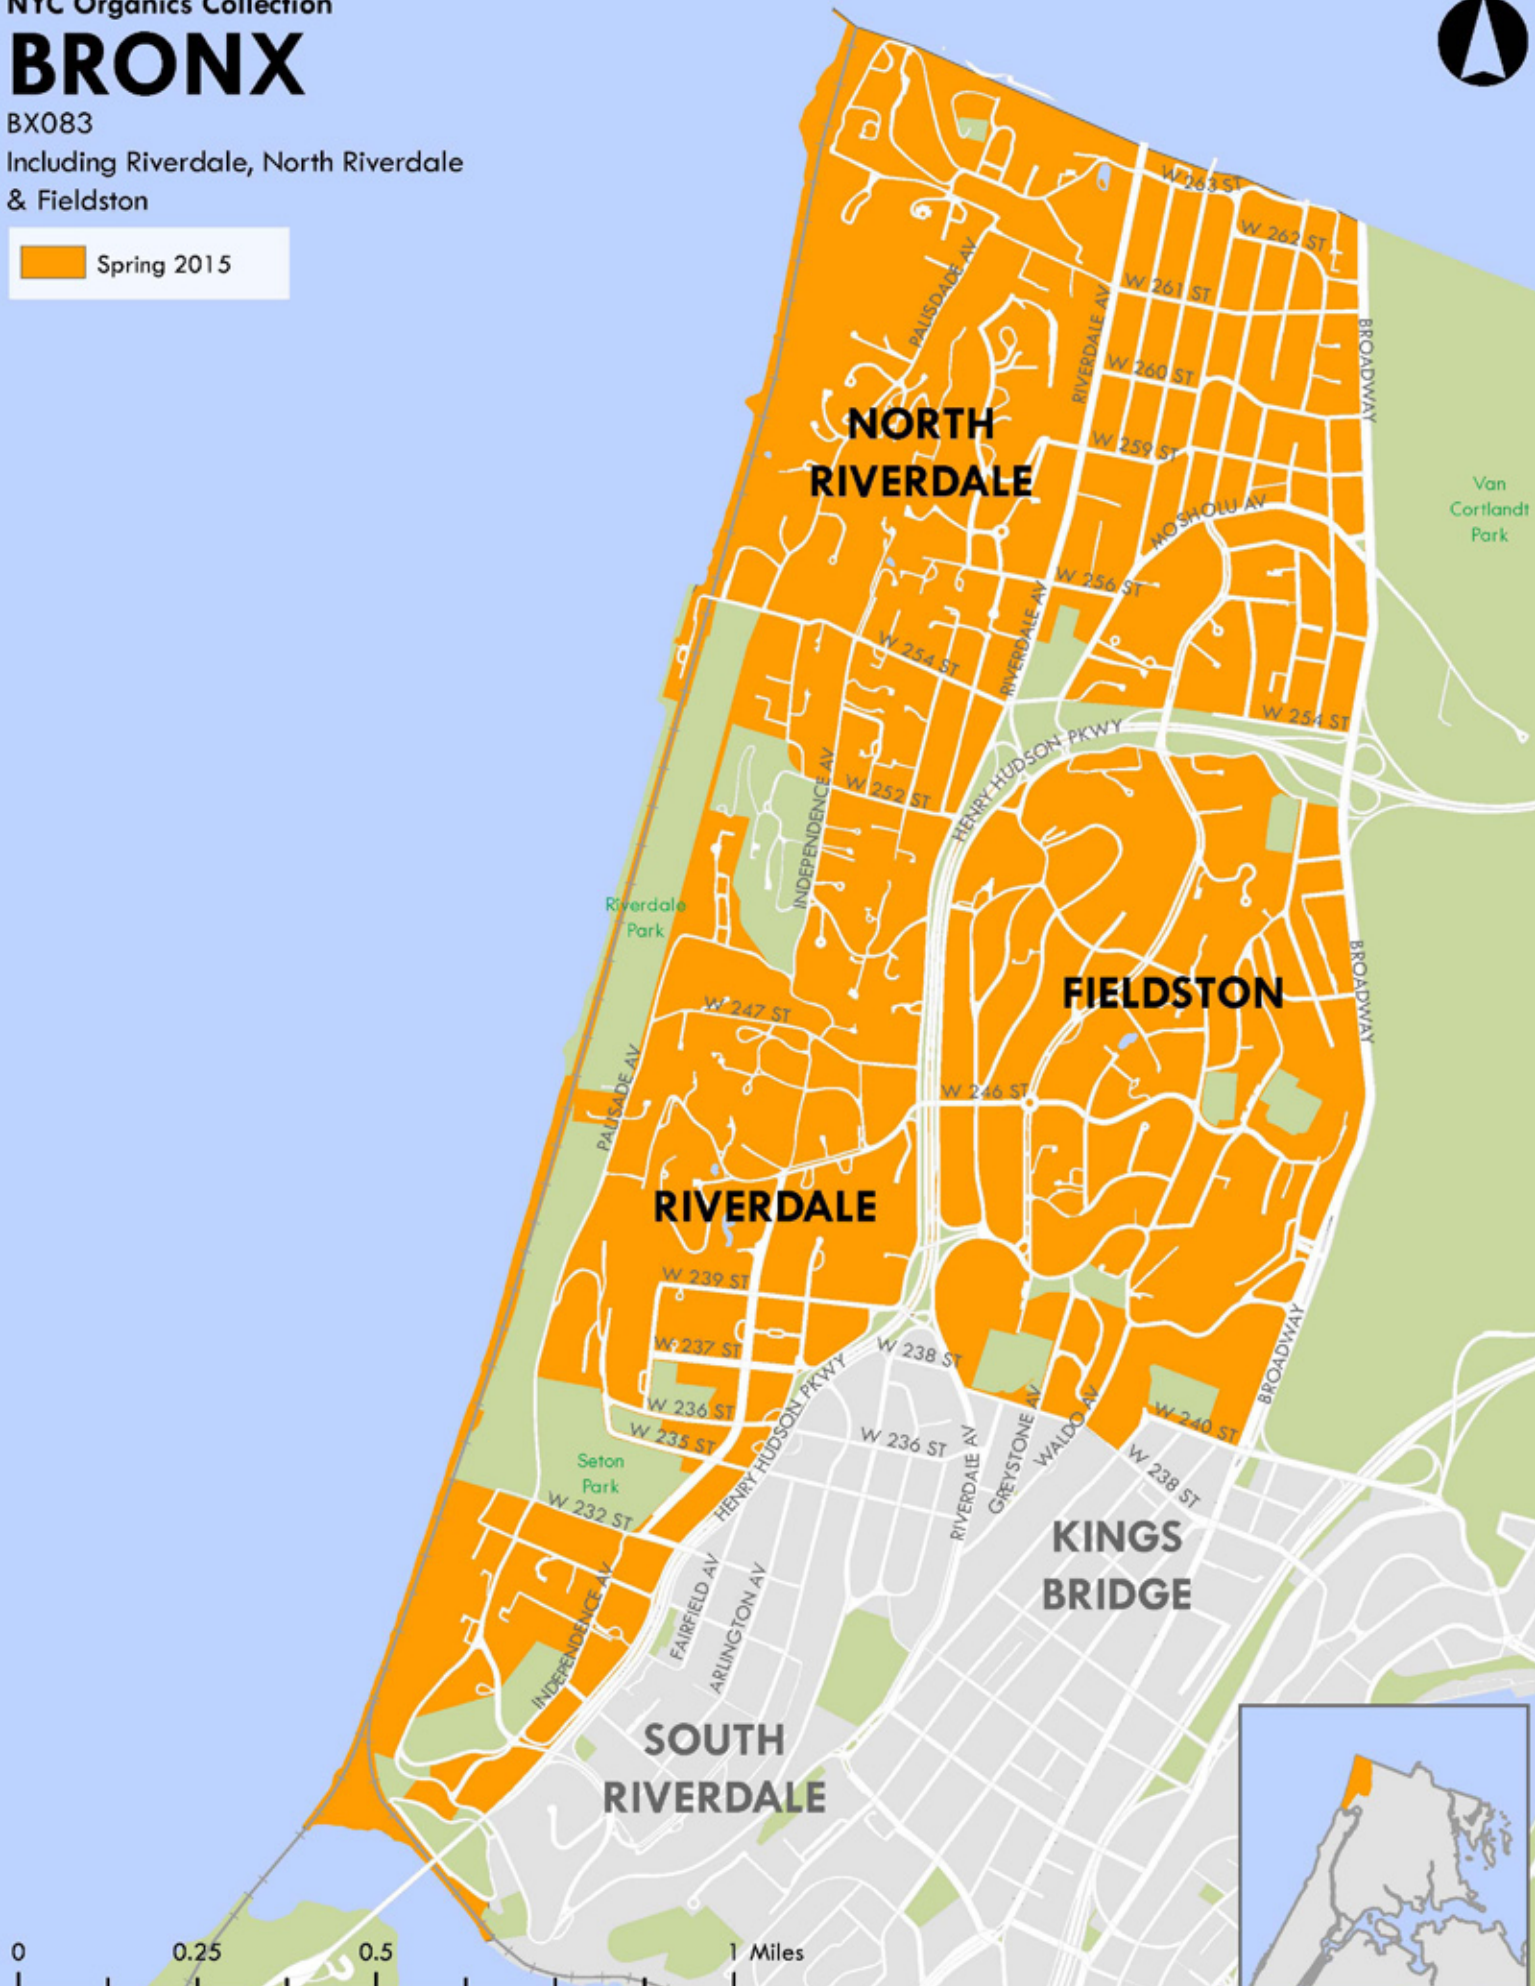 NYC Organics Collection
BRONX
BX083
Including Riverdale, North Riverdale
& Fieldston
Spring 2015
W 263 ST
W 262 ST
PALISDADE AV
W 261 ST
RIVERDALE AV
BROADWAY
W 260 ST
NORTH
RIVERDALE
W 259 ST
Van
Cortlandt
Park
MOSHOLU AV
W 256 ST
RIVERDALE AV
W 254 ST
W 254 ST
HENRY HUDSON PKWY
INDEPENDENCE AV
W 252 ST
Riverdale
Park
BROADWAY
FIELDSTON
W 247 ST
PALISADE AV
W 246 ST
RIVERDALE
W 239 ST
W 237 ST
W 238 ST
BROADWAY
HENRY HUDSON PKWY
W 236 ST
W 235 ST
W 236 ST
RIVERDALE AV
GREYSTONE AV
WALDO AV
W 240 ST
W 238 ST
Seton
Park
W 232 ST
KINGS
BRIDGE
INDEPENDENCE AV
FAIRFIELD AV
ARLINGTON AV
SOUTH
RIVERDALE
0 0.25 0.5 1 Miles